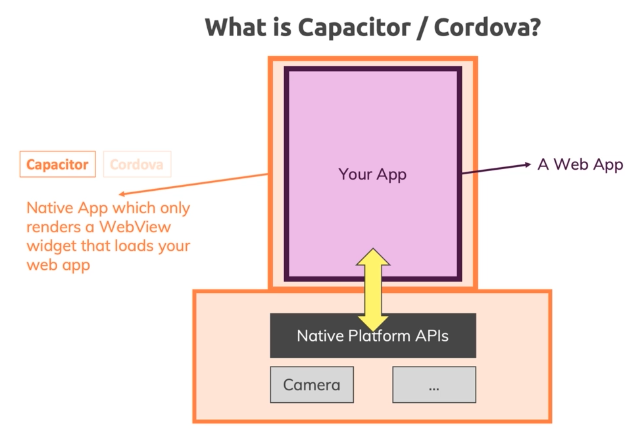 What is Capacitor / Cordova?
Your App
A Web App
Capacitor
Cordova
Native App which only
renders a WebView
widget that loads your
web app
Native Platform APIs
Camera
...